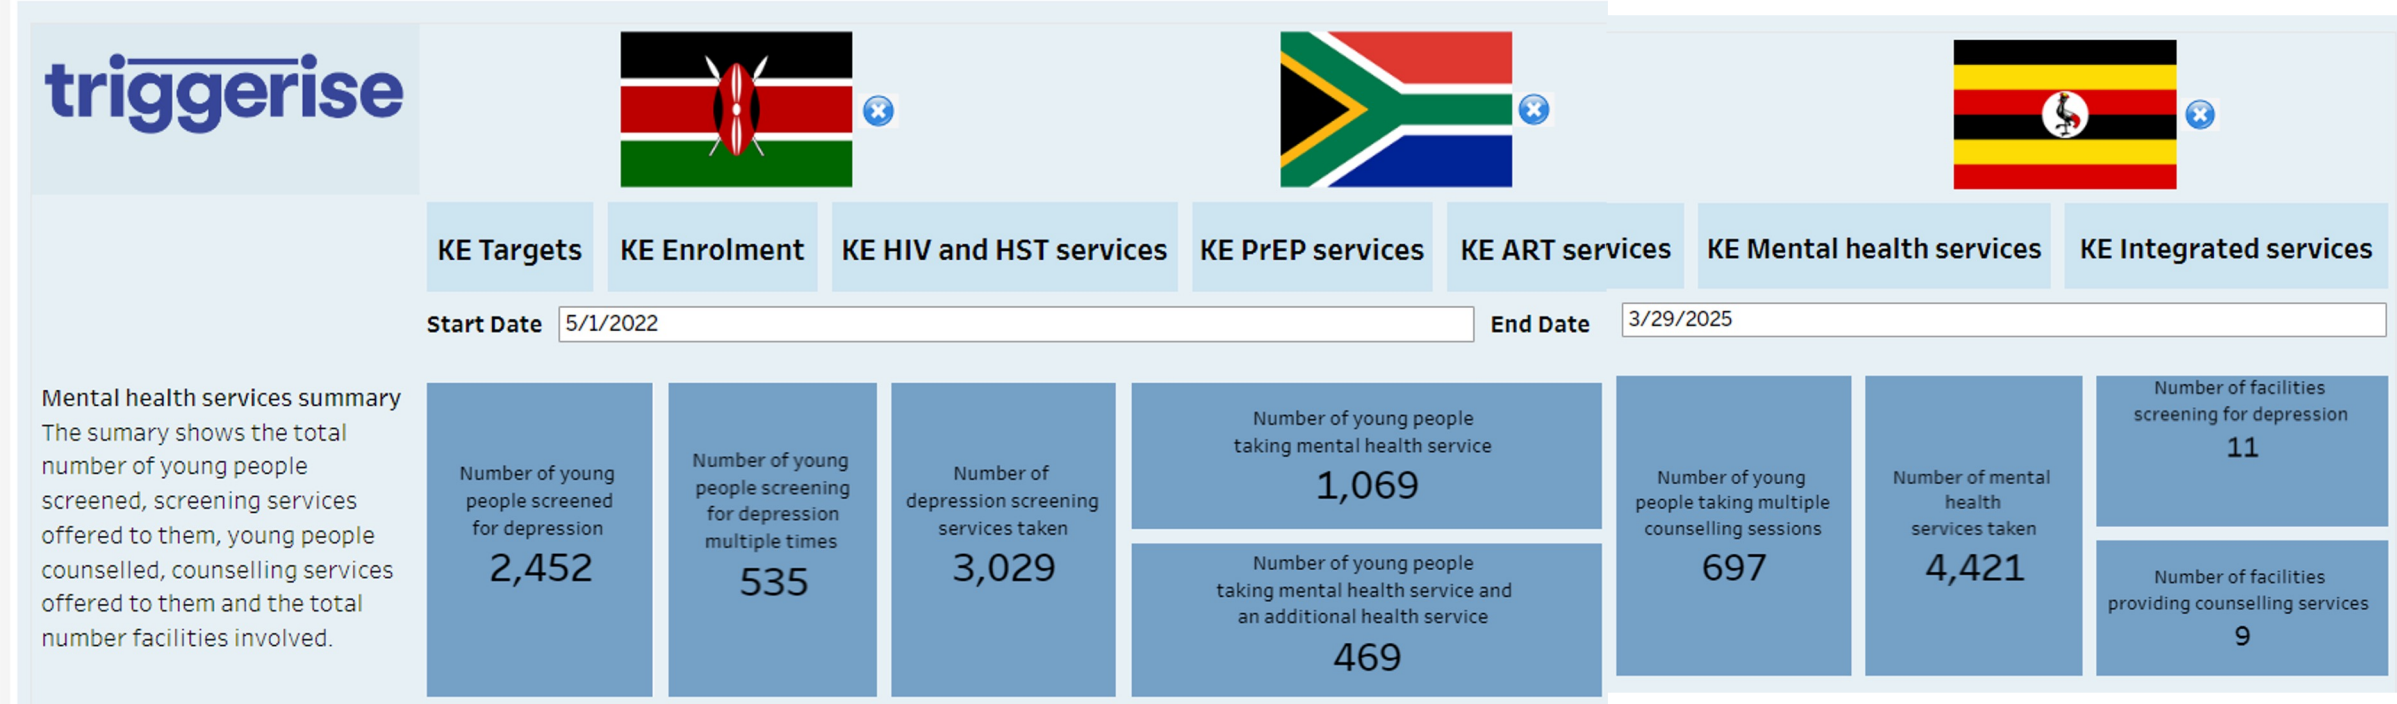 triggerise
KE Targets
KE Enrolment
KE HIV and HST services
KE PrEP services
KE ART services
KE Mental health services
KE Integrated services
Start Date
5/1/2022
End Date
3/29/2025
Mental health services summary
The sumary shows the total
number of young people
screened, screening services
offered to them, young people
counselled, counselling services
offered to them and the total
number facilities involved.
Number of young
people screened
for depression
2,452
Number of young
people screening
for depression
multiple times
535
Number of
depression screening
services taken
3,029
Number of young people
taking mental health service
1,069
Number of young people
taking mental health service and
an additional health service
469
Number of young
people taking multiple
counselling sessions
697
Number of mental
health
services taken
4,421
Number of facilities
screening for depression
11
Number of facilities
providing counselling services
9